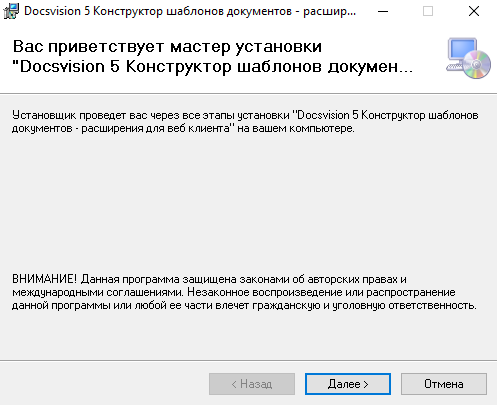 Docsvision 5 Конструктор шаблонов документов - расшир...
Вас приветствует мастер установки
"Docsvision 5 Конструктор шаблонов докумен...
Установщик проведет вас через все этапы установки "Docsvision 5 Конструктор шаблонов
документов - расширения для веб клиента" на вашем компьютере.
ВНИМАНИЕ! Данная программа защищена законами об авторских правах и
международными соглашениями. Незаконное воспроизведение или распространение
данной программы или любой ее части влечет гражданскую и уголовную ответственность.
< Назад
Далее >
Отмена